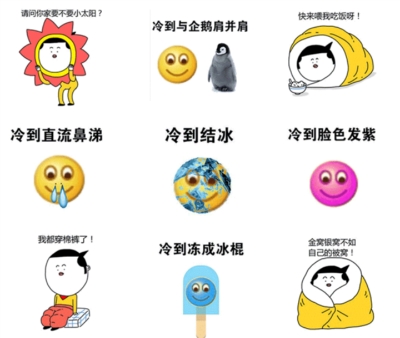 请问你家要不要小太阳？
冷到与企鹅肩并肩
快来喂我吃饭呀！
冷到直流鼻涕
冷到结冰
冷到脸色发紫
我都穿棉裤了！
冷到冻成冰棍
金窝银窝不如
自己的被窝！